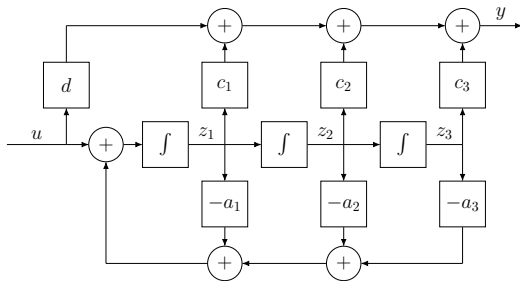 y
+ + +
d c₁ c₂ c₃
u + ∫ z₁ ∫ z₂ ∫ z₃
−a₁ −a₂ −a₃
+ +